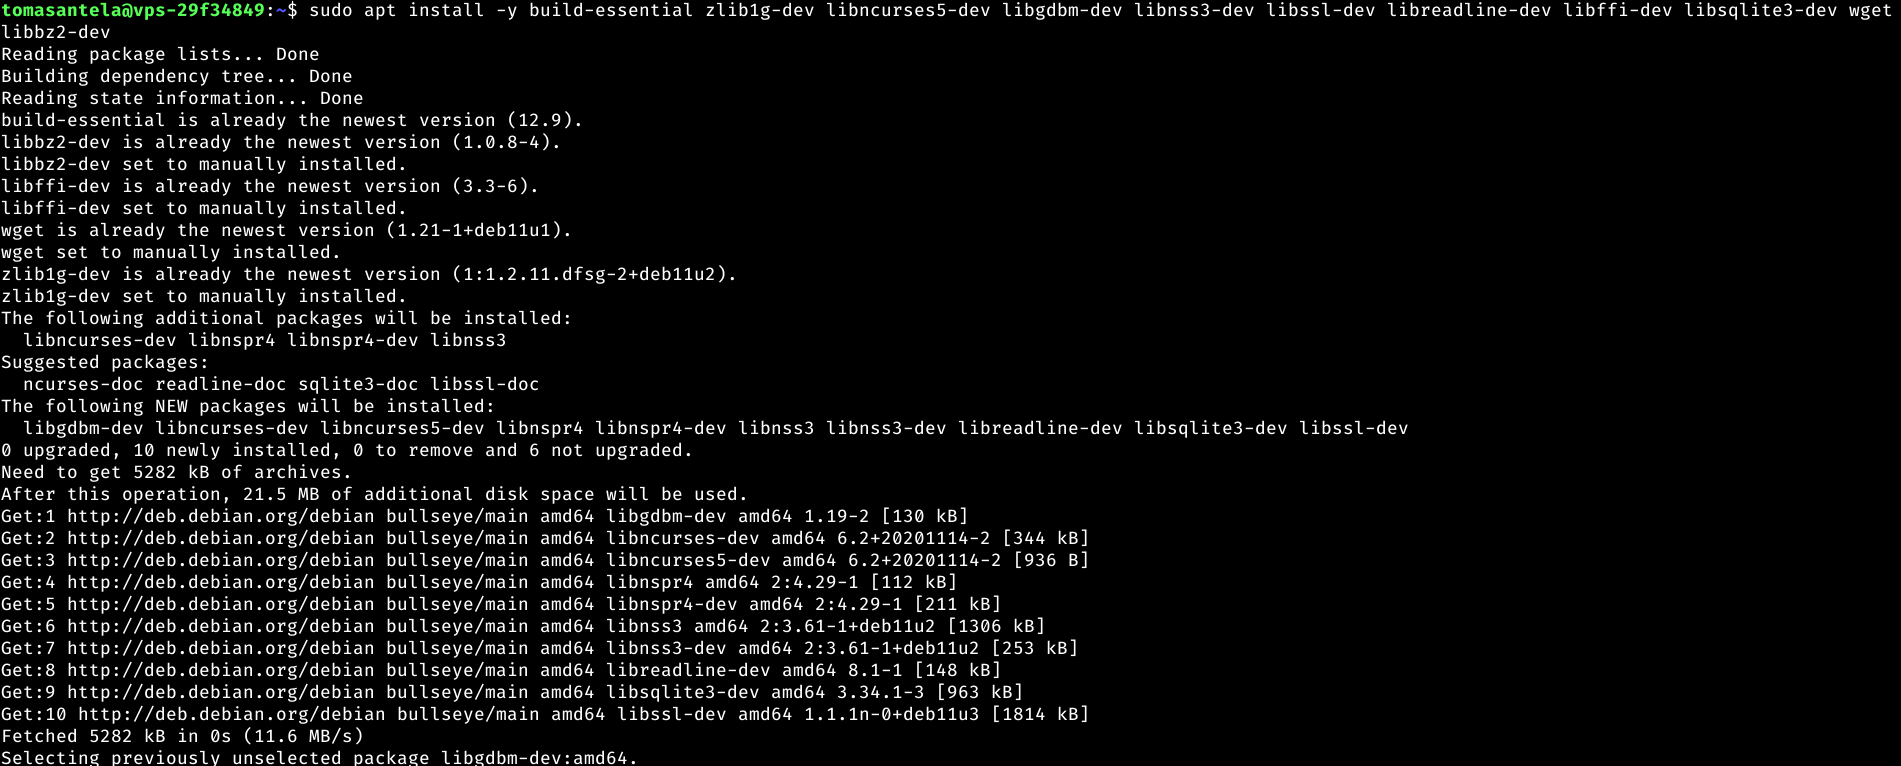 tomasantela@vps-29f34849:~$ sudo apt install -y build-essential zlib1g-dev libncurses5-dev libgdbm-dev libnss3-dev libssl-dev libreadline-dev libffi-dev libsqlite3-dev wget
libbz2-dev
Reading package lists... Done
Building dependency tree... Done
Reading state information... Done
build-essential is already the newest version (12.9).
libbz2-dev is already the newest version (1.0.8-4).
libbz2-dev set to manually installed.
libffi-dev is already the newest version (3.3-6).
libffi-dev set to manually installed.
wget is already the newest version (1.21-1+deb11u1).
wget set to manually installed.
zlib1g-dev is already the newest version (1:1.2.11.dfsg-2+deb11u2).
zlib1g-dev set to manually installed.
The following additional packages will be installed:
  libncurses-dev libnspr4 libnspr4-dev libnss3
Suggested packages:
  ncurses-doc readline-doc sqlite3-doc libssl-doc
The following NEW packages will be installed:
  libgdbm-dev libncurses-dev libncurses5-dev libnspr4 libnspr4-dev libnss3 libnss3-dev libreadline-dev libsqlite3-dev libssl-dev
0 upgraded, 10 newly installed, 0 to remove and 6 not upgraded.
Need to get 5282 kB of archives.
After this operation, 21.5 MB of additional disk space will be used.
Get:1 http://deb.debian.org/debian bullseye/main amd64 libgdbm-dev amd64 1.19-2 [130 kB]
Get:2 http://deb.debian.org/debian bullseye/main amd64 libncurses-dev amd64 6.2+20201114-2 [344 kB]
Get:3 http://deb.debian.org/debian bullseye/main amd64 libncurses5-dev amd64 6.2+20201114-2 [936 B]
Get:4 http://deb.debian.org/debian bullseye/main amd64 libnspr4 amd64 2:4.29-1 [112 kB]
Get:5 http://deb.debian.org/debian bullseye/main amd64 libnspr4-dev amd64 2:4.29-1 [211 kB]
Get:6 http://deb.debian.org/debian bullseye/main amd64 libnss3 amd64 2:3.61-1+deb11u2 [1306 kB]
Get:7 http://deb.debian.org/debian bullseye/main amd64 libnss3-dev amd64 2:3.61-1+deb11u2 [253 kB]
Get:8 http://deb.debian.org/debian bullseye/main amd64 libreadline-dev amd64 8.1-1 [148 kB]
Get:9 http://deb.debian.org/debian bullseye/main amd64 libsqlite3-dev amd64 3.34.1-3 [963 kB]
Get:10 http://deb.debian.org/debian bullseye/main amd64 libssl-dev amd64 1.1.1n-0+deb11u3 [1814 kB]
Fetched 5282 kB in 0s (11.6 MB/s)
Selecting previously unselected package libgdbm-dev:amd64.